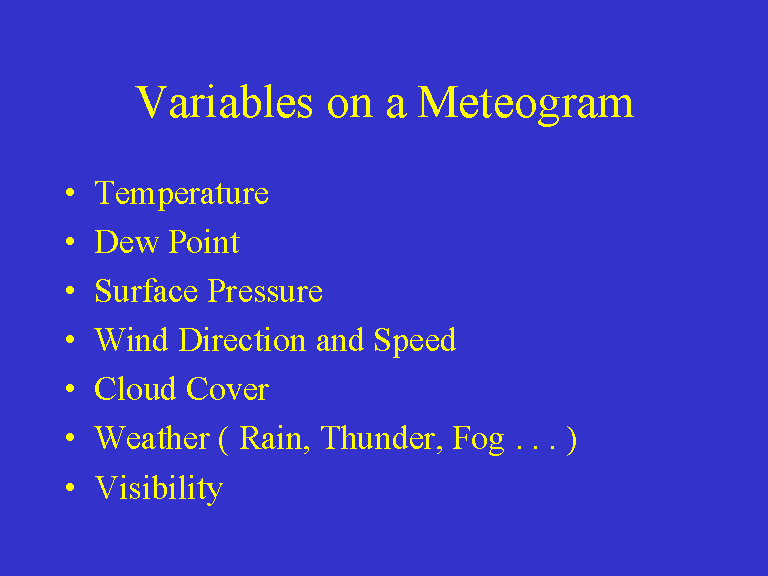 Variables on a Meteogram
• Temperature
• Dew Point
• Surface Pressure
• Wind Direction and Speed
• Cloud Cover
• Weather ( Rain, Thunder, Fog . . . )
• Visibility